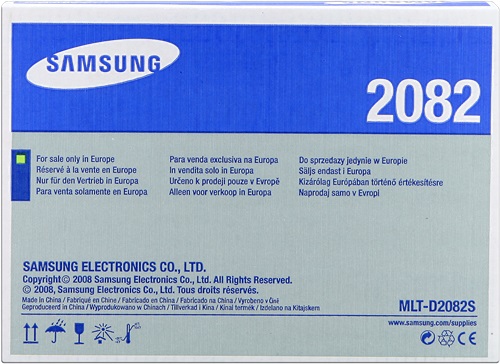 SAMSUNG
2082
For sale only in Europe
Réservé à la vente en Europe
Nur für den Vertrieb in Europa
Para venta solamente en Europa
Para venda exclusiva na Europa
In vendita solo in Europa
Určeno k prodeji pouze v Evropě
Alleen voor verkoop in Europa
Do sprzedazy jedynie w Europie
Säljs endast i Europa
Kizárólag Európában történő értékesítésre
Naprodaj samo v Evropi
SAMSUNG ELECTRONICS CO., LTD.
Copyright© 2008 Samsung Electronics Co., Ltd. All Rights Reserved.
© 2008, Samsung Electronics Co., Ltd. Tous droits réservés.
Made in China / Fabriqué en Chine / Fabricado en China / Fabricado na China / Vyrobeno v Číně
Geproduceerd in China / Wyprodukowano w Chinach / Tillverkad i Kina / Kínai termék / Izdelano na Kitajskem
MLT-D2082S
www.samsung.com/supplies